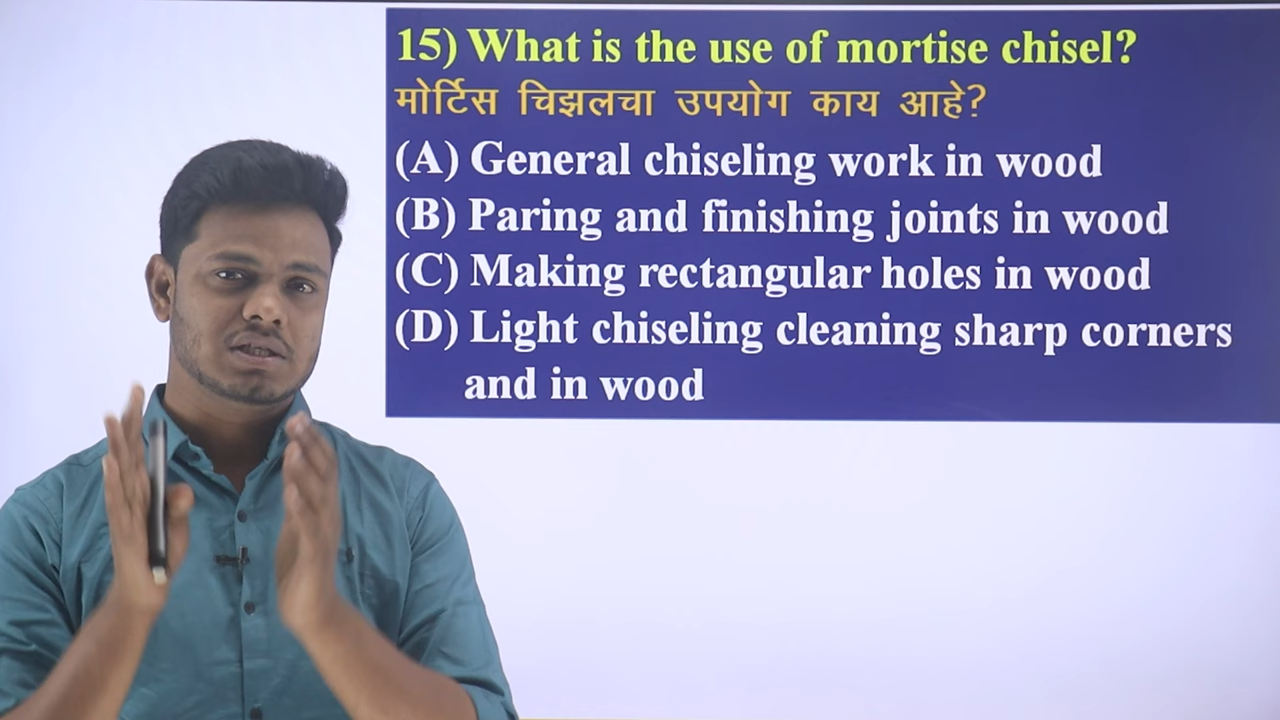 15) What is the use of mortise chisel?
मोर्टिस चिझलचा उपयोग काय आहे?
(A) General chiseling work in wood
(B) Paring and finishing joints in wood
(C) Making rectangular holes in wood
(D) Light chiseling cleaning sharp corners
and in wood